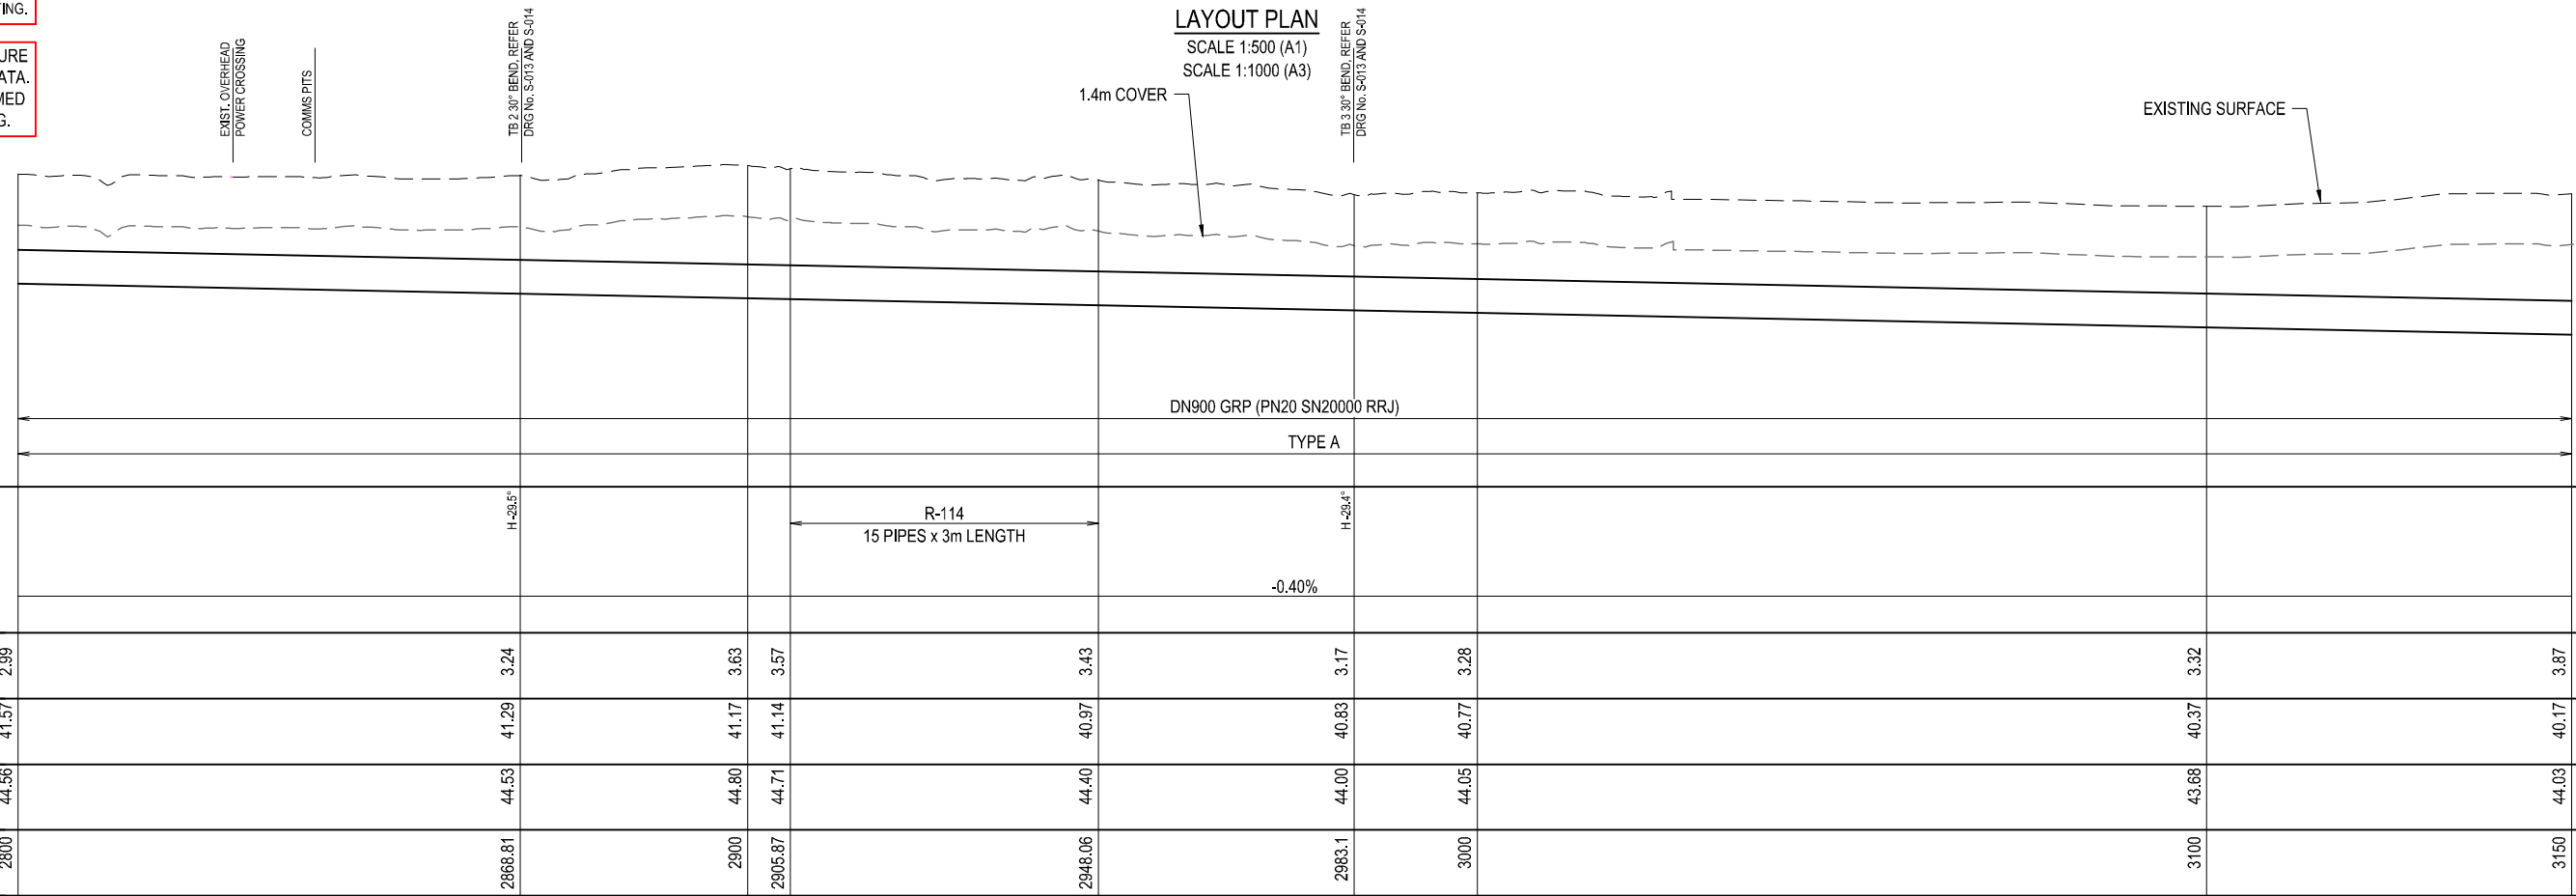 TING.
URE
ATA.
MED
G.
LAYOUT PLAN
SCALE 1:500 (A1)
SCALE 1:1000 (A3)
EXIST. OVERHEAD
POWER CROSSING
COMMS PITS
TB 2 30° BEND, REFER
DRG No. S-013 AND S-014
1.4m COVER
TB 3 30° BEND, REFER
DRG No. S-013 AND S-014
EXISTING SURFACE
DN900 GRP (PN20 SN20000 RRJ)
TYPE A
H -29.5°
R-114
15 PIPES x 3m LENGTH
H -29.4°
-0.40%
2.99 3.24 3.63 3.57 3.43 3.17 3.28 3.32 3.87
41.57 41.29 41.17 41.14 40.97 40.83 40.77 40.37 40.17
44.56 44.53 44.80 44.71 44.40 44.00 44.05 43.68 44.03
2800 2868.81 2900 2905.87 2948.06 2983.1 3000 3100 3150